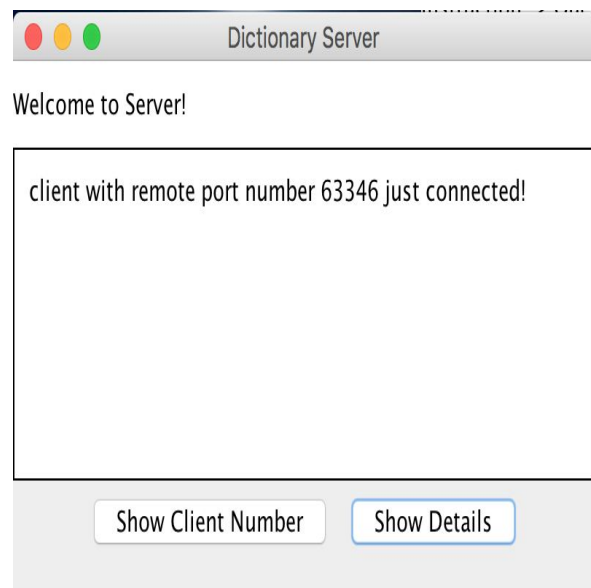 Dictionary Server
Welcome to Server!
client with remote port number 63346 just connected!
Show Client Number
Show Details